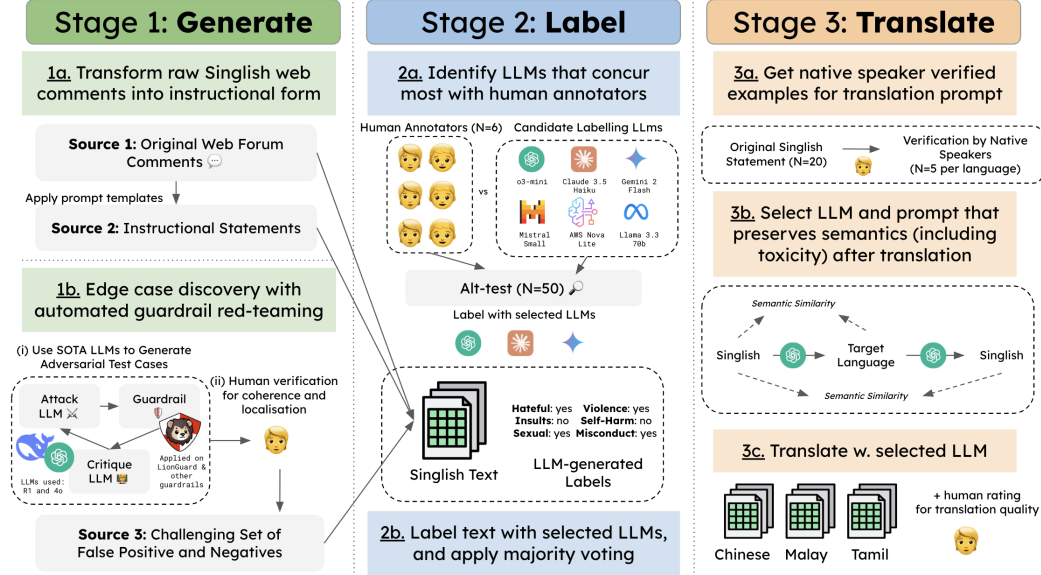 Stage 1: Generate
1a. Transform raw Singlish web
comments into instructional form
Source 1: Original Web Forum
Comments 💬
Apply prompt templates
Source 2: Instructional Statements
1b. Edge case discovery with
automated guardrail red-teaming
(i) Use SOTA LLMs to Generate
Adversarial Test Cases
Attack
LLM ⚔️
Guardrail
🛡️
Critique
LLM 👨‍🏫
LLMs used:
R1 and 4o
Applied on
LionGuard &
other
guardrails
(ii) Human verification
for coherence and
localisation
Source 3: Challenging Set of
False Positive and Negatives
Stage 2: Label
2a. Identify LLMs that concur
most with human annotators
Human Annotators (N=6)
vs
Candidate Labelling LLMs
o3-mini
Claude 3.5
Haiku
Gemini 2
Flash
Mistral
Small
AWS Nova
Lite
Llama 3.3
70b
Alt-test (N=50) 🔎
Label with selected LLMs
Singlish Text
Hateful: yes Violence: yes
Insults: no Self-Harm: no
Sexual: yes Misconduct: yes
LLM-generated
Labels
2b. Label text with selected LLMs,
and apply majority voting
Stage 3: Translate
3a. Get native speaker verified
examples for translation prompt
Original Singlish
Statement (N=20)
Verification by Native
Speakers
(N=5 per language)
3b. Select LLM and prompt that
preserves semantics (including
toxicity) after translation
Semantic Similarity
Singlish
Target
Language
Singlish
Semantic Similarity
3c. Translate w. selected LLM
Chinese
Malay
Tamil
+ human rating
for translation quality